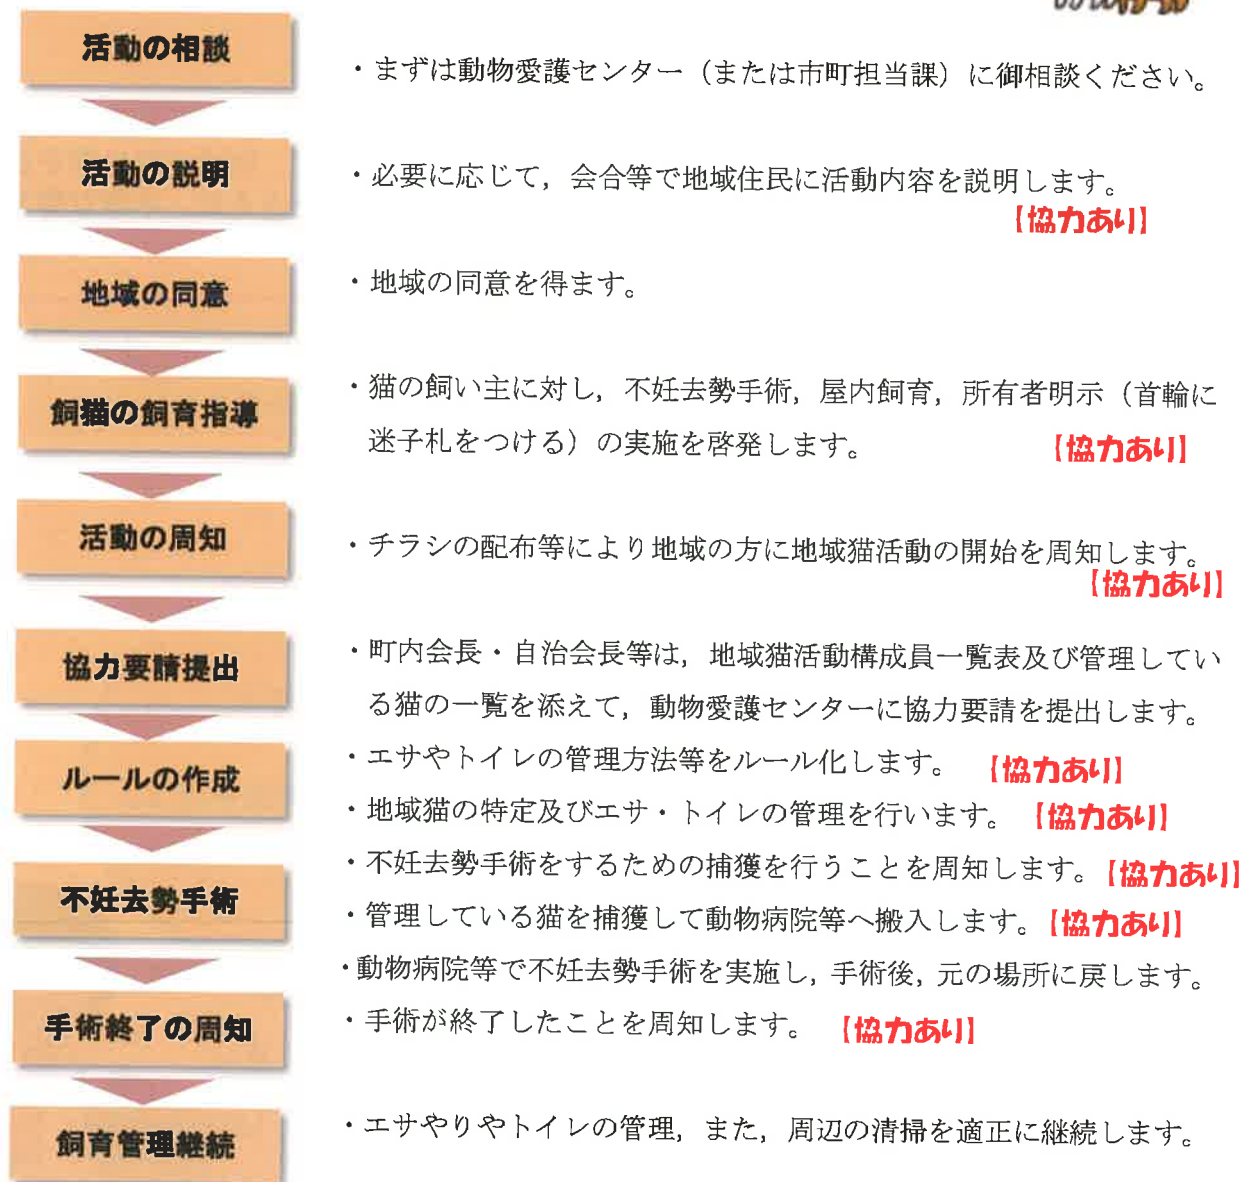 活動の相談
・まずは動物愛護センター（または市町担当課）に御相談ください。
活動の説明
・必要に応じて，会合等で地域住民に活動内容を説明します。
【協力あり】
地域の同意
・地域の同意を得ます。
飼猫の飼育指導
・猫の飼い主に対し，不妊去勢手術，屋内飼育，所有者明示（首輪に
迷子札をつける）の実施を啓発します。 【協力あり】
活動の周知
・チラシの配布等により地域の方に地域猫活動の開始を周知します。
【協力あり】
協力要請提出
・町内会長・自治会長等は，地域猫活動構成員一覧表及び管理してい
る猫の一覧を添えて，動物愛護センターに協力要請を提出します。
ルールの作成
・エサやトイレの管理方法等をルール化します。 【協力あり】
・地域猫の特定及びエサ・トイレの管理を行います。 【協力あり】
不妊去勢手術
・不妊去勢手術をするための捕獲を行うことを周知します。【協力あり】
・管理している猫を捕獲して動物病院等へ搬入します。【協力あり】
・動物病院等で不妊去勢手術を実施し，手術後，元の場所に戻します。
手術終了の周知
・手術が終了したことを周知します。 【協力あり】
飼育管理継続
・エサやりやトイレの管理，また，周辺の清掃を適正に継続します。